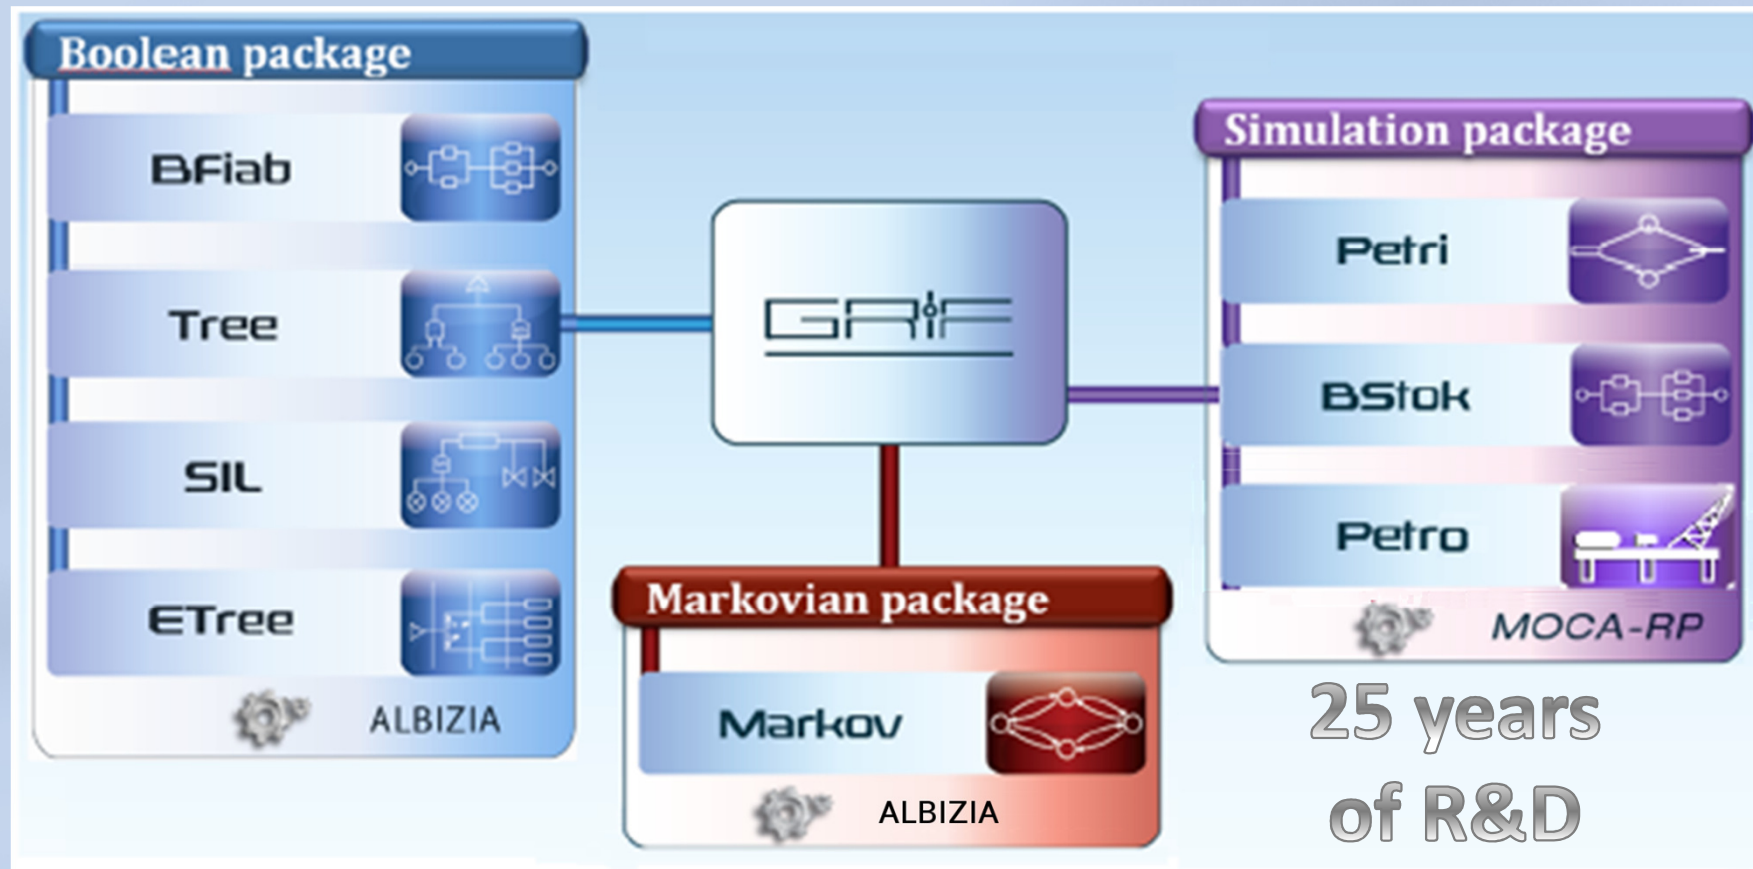 Boolean package
BFiab
Tree
SIL
ETree
ALBIZIA
GRiF
Markovian package
Markov
ALBIZIA
Simulation package
Petri
BStok
Petro
MOCA-RP
25 years
of R&D